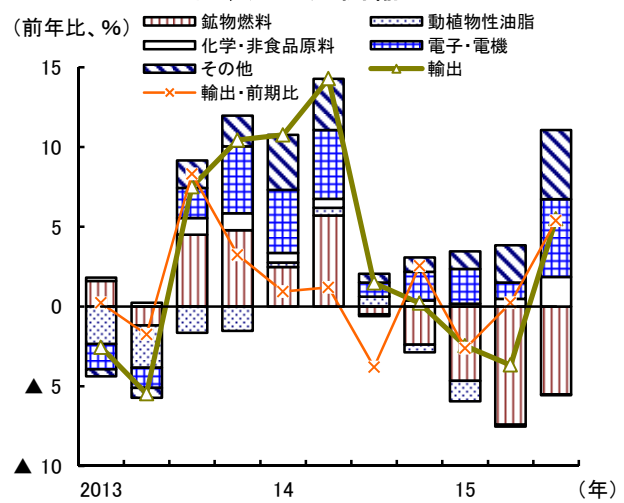 (前年比、%)
鉱物燃料
動植物性油脂
化学・非食品原料
電子・電機
その他
輸出
輸出・前期比
15
10
5
0
▲ 5
▲ 10
2013
14
15
(年)